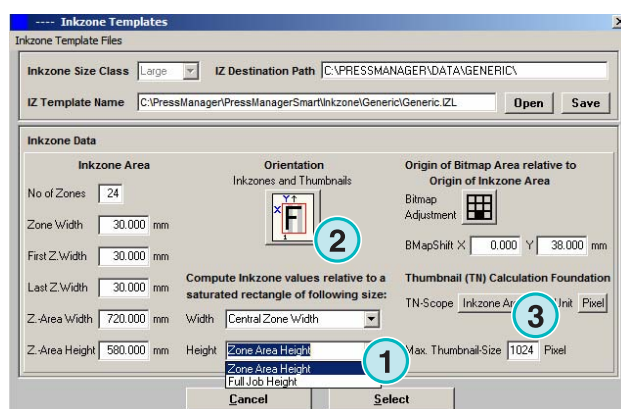 ---- Inkzone Templates
Inkzone Template Files
Inkzone Size Class Large IZ Destination Path C:\PRESSMANAGER\DATA\GENERIC\
IZ Template Name C:\PressManager\PressManagerSmart\Inkzone\Generic\Generic.IZL Open Save
Inkzone Data
Inkzone Area Orientation Origin of Bitmap Area relative to
Inkzones and Thumbnails Origin of Inkzone Area
No of Zones 24 Y X F 1 Bitmap
Adjustment
Zone Width 30.000 mm 2
First Z.Width 30.000 mm BMapShift X 0.000 Y 38.000 mm
Last Z.Width 30.000 mm Compute Inkzone values relative to a Thumbnail (TN) Calculation Foundation
saturated rectangle of following size:
Z.-Area Width 720.000 mm Width Central Zone Width TN-Scope Inkzone 3 Pixel
Z.-Area Height 580.000 mm Height Zone Area Height 1 Max. Thumbnail-Size 1024 Pixel
Zone Area Height
Full Job Height
Cancel Select